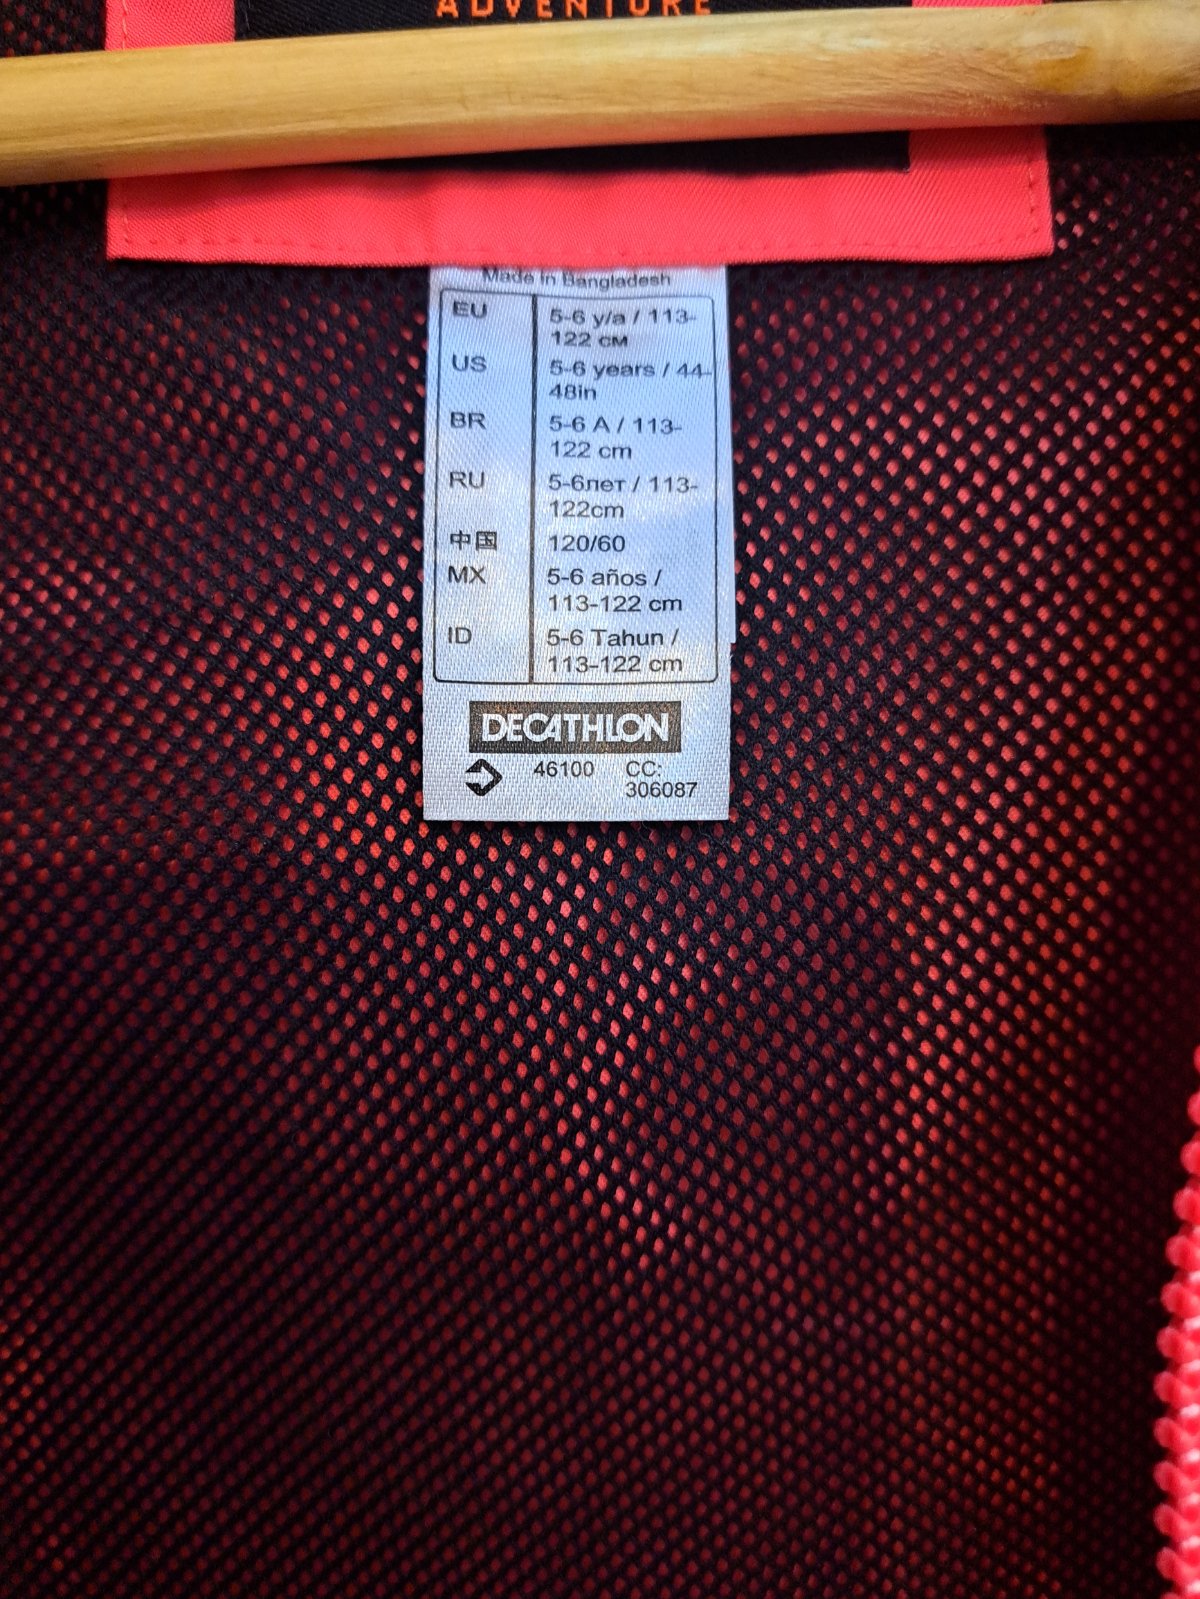 ADVENTURE
Made in Bangladesh
EU 5-6 y/a / 113-
122 см
US 5-6 years / 44-
48in
BR 5-6 A / 113-
122 cm
RU 5-6лет / 113-
122cm
中国 120/60
MX 5-6 años /
113-122 cm
ID 5-6 Tahun /
113-122 cm
DECATHLON
46100 CC:
306087